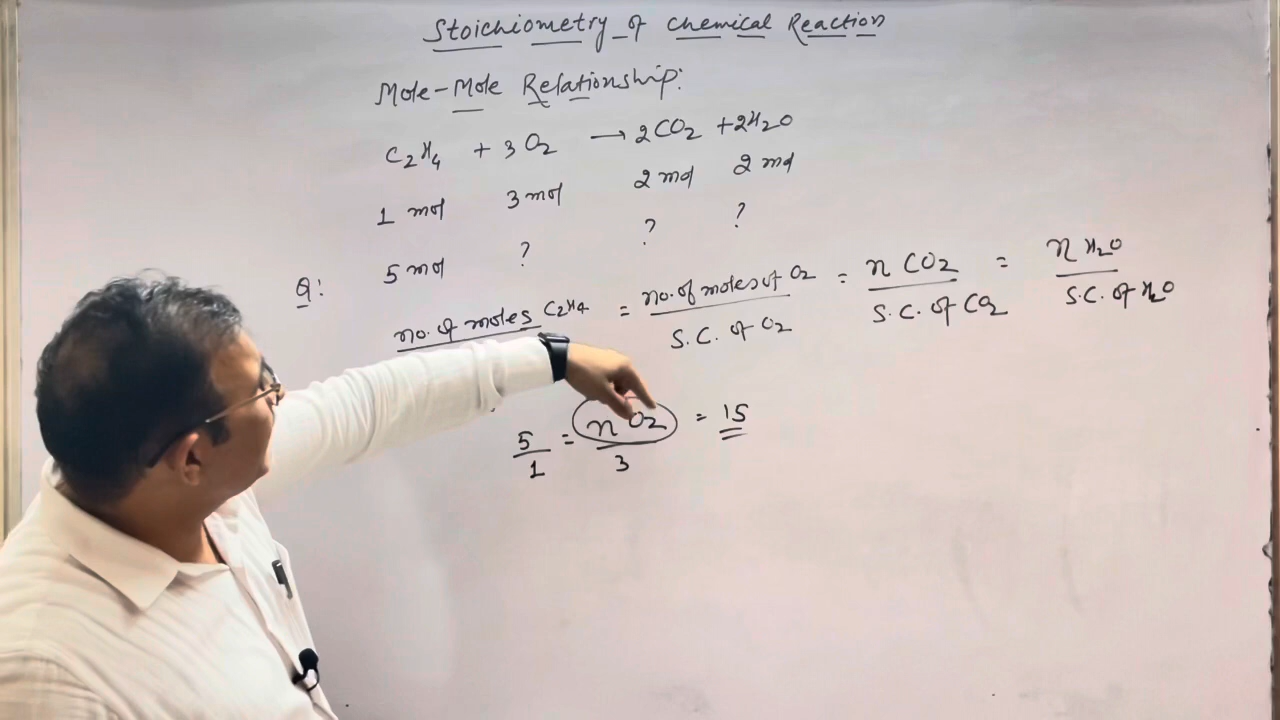 Stoichiometry of Chemical Reaction
Mole-Mole Relationship:
C₂H₄ + 3O₂ → 2CO₂ + 2H₂O
1 mol 3 mol 2 mol 2 mol
Q: 5 mol ? ? ?
no. of moles C₂H₄ = no. of moles of O₂ = n CO₂ = n H₂O
S.C. of O₂ S.C. of CO₂ S.C. of H₂O
5/1 = n O₂/3 = 15